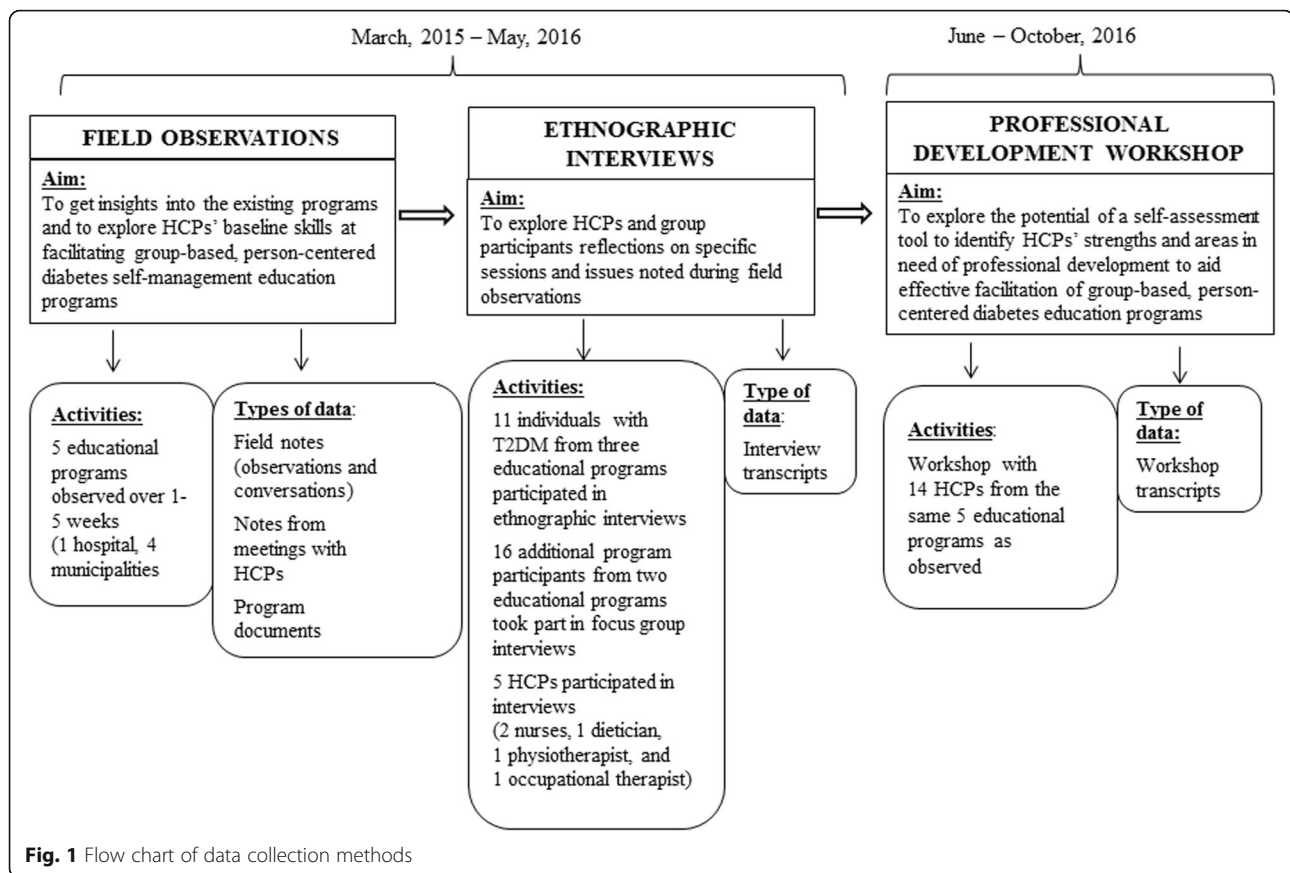 March, 2015 – May, 2016
June – October, 2016
FIELD OBSERVATIONS
Aim:
To get insights into the existing programs
and to explore HCPs' baseline skills at
facilitating group-based, person-centered
diabetes self-management education
programs
ETHNOGRAPHIC
INTERVIEWS
Aim:
To explore HCPs and group
participants reflections on specific
sessions and issues noted during field
observations
PROFESSIONAL
DEVELOPMENT WORKSHOP
Aim:
To explore the potential of a self-assessment
tool to identify HCPs' strengths and areas in
need of professional development to aid
effective facilitation of group-based, person-
centered diabetes education programs
Activities:
5 educational
programs
observed over 1-
5 weeks
(1 hospital, 4
municipalities
Types of data:
Field notes
(observations and
conversations)
Notes from
meetings with
HCPs
Program
documents
Activities:
11 individuals with
T2DM from three
educational programs
participated in
ethnographic interviews
16 additional program
participants from two
educational programs
took part in focus group
interviews
5 HCPs participated in
interviews
(2 nurses, 1 dietician,
1 physiotherapist, and
1 occupational therapist)
Type of
data:
Interview
transcripts
Activities:
Workshop with
14 HCPs from the
same 5 educational
programs as
observed
Type of
data:
Workshop
transcripts
Fig. 1 Flow chart of data collection methods